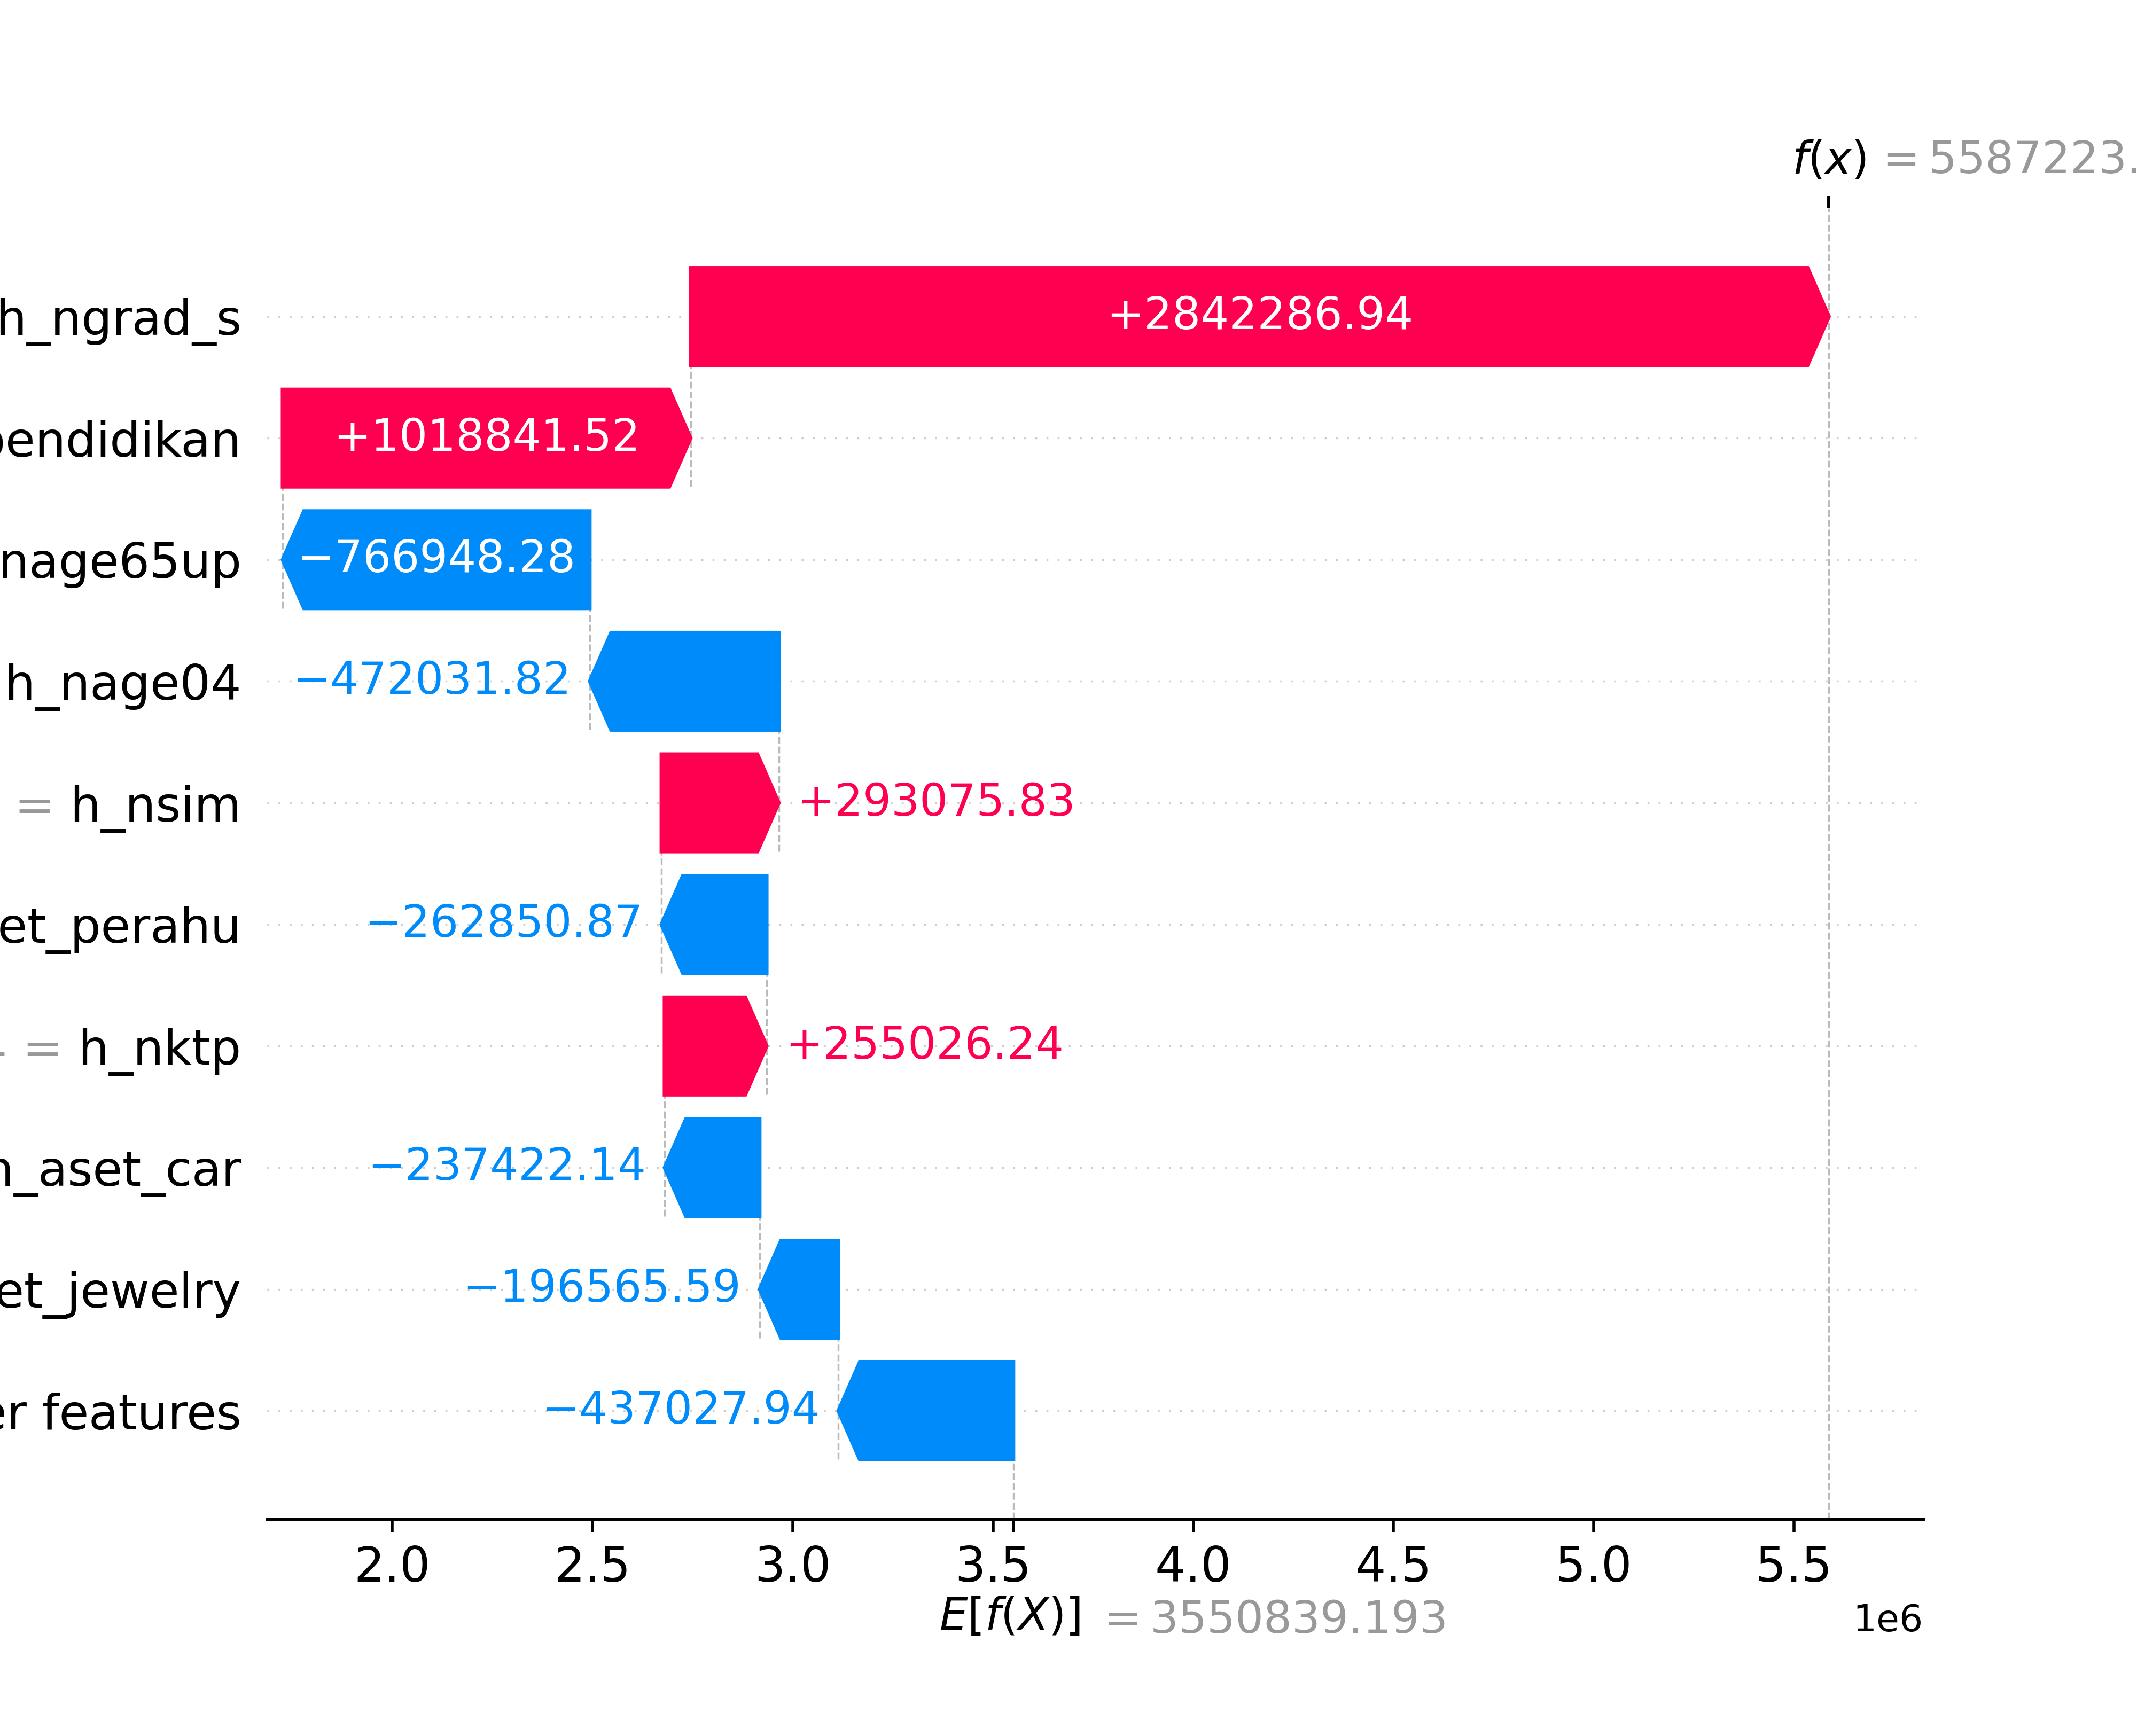 f(x) = 5587223.
h_ngrad_s
+2842286.94
pendidikan
+1018841.52
nage65up
−766948.28
h_nage04
−472031.82
= h_nsim
+293075.83
et_perahu
−262850.87
= h_nktp
+255026.24
h_aset_car
−237422.14
et_jewelry
−196565.59
er features
−437027.94
2.0 2.5 3.0 3.5 4.0 4.5 5.0 5.5
E[f(X)] = 3550839.193
1e6